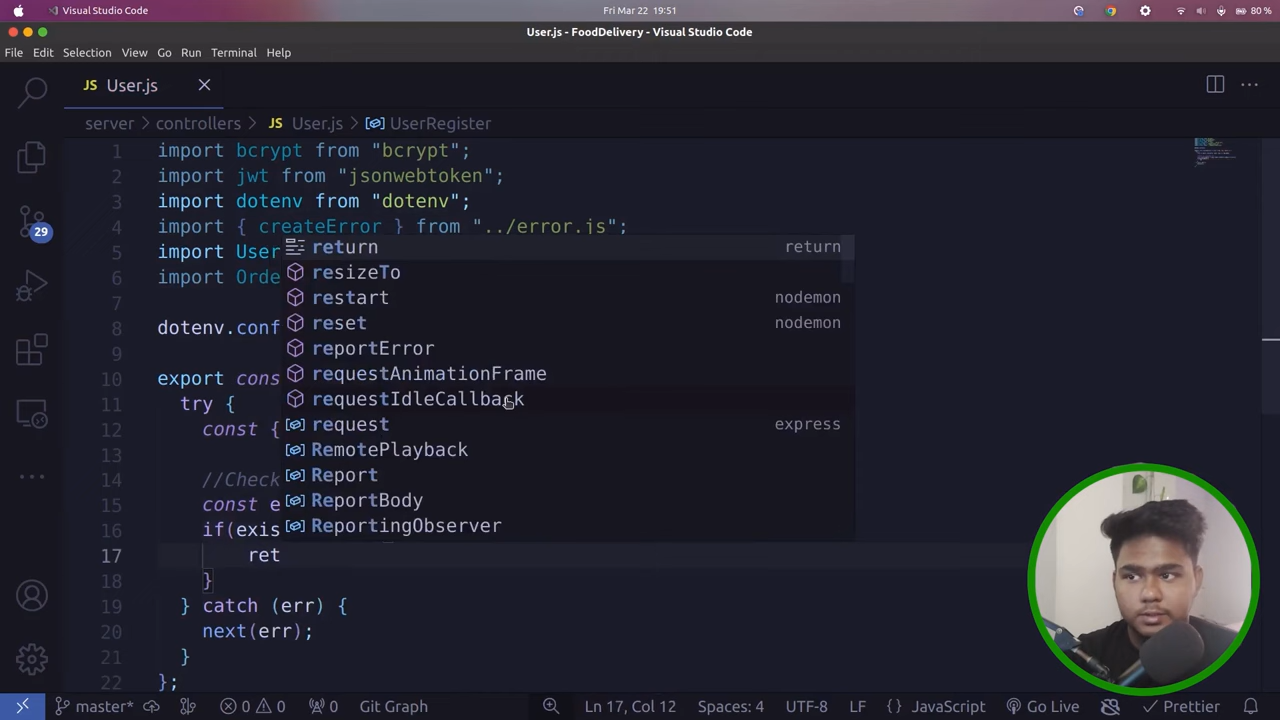 Visual Studio Code
Fri Mar 22 19:51
80 %
User.js - FoodDelivery - Visual Studio Code
File Edit Selection View Go Run Terminal Help
JS User.js
server > controllers > JS User.js > UserRegister
1 import bcrypt from "bcrypt";
2 import jwt from "jsonwebtoken";
3 import dotenv from "dotenv";
4 import { createError } from "../error.js";
5 import User
6 import Orde
7
8 dotenv.conf
9
10 export cons
11 try {
12 const {
13
14 //Check
15 const e
16 if(exis
17 ret
18 }
19 } catch (err) {
20 next(err);
21 }
22 };
return return
resizeTo
restart nodemon
reset nodemon
reportError
requestAnimationFrame
requestIdleCallback
request express
RemotePlayback
Report
ReportBody
ReportingObserver
29
master* 0 0 0 Git Graph Ln 17, Col 12 Spaces: 4 UTF-8 LF {} JavaScript Go Live Prettier